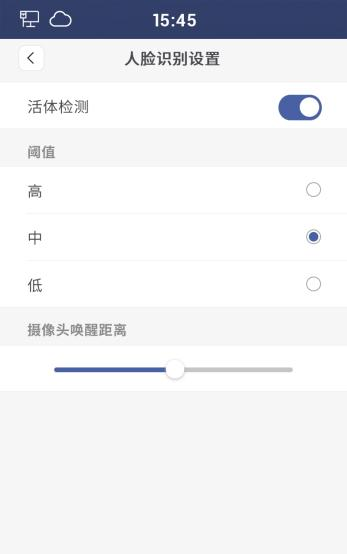 15:45
人脸识别设置
活体检测
阈值
高
中
低
摄像头唤醒距离